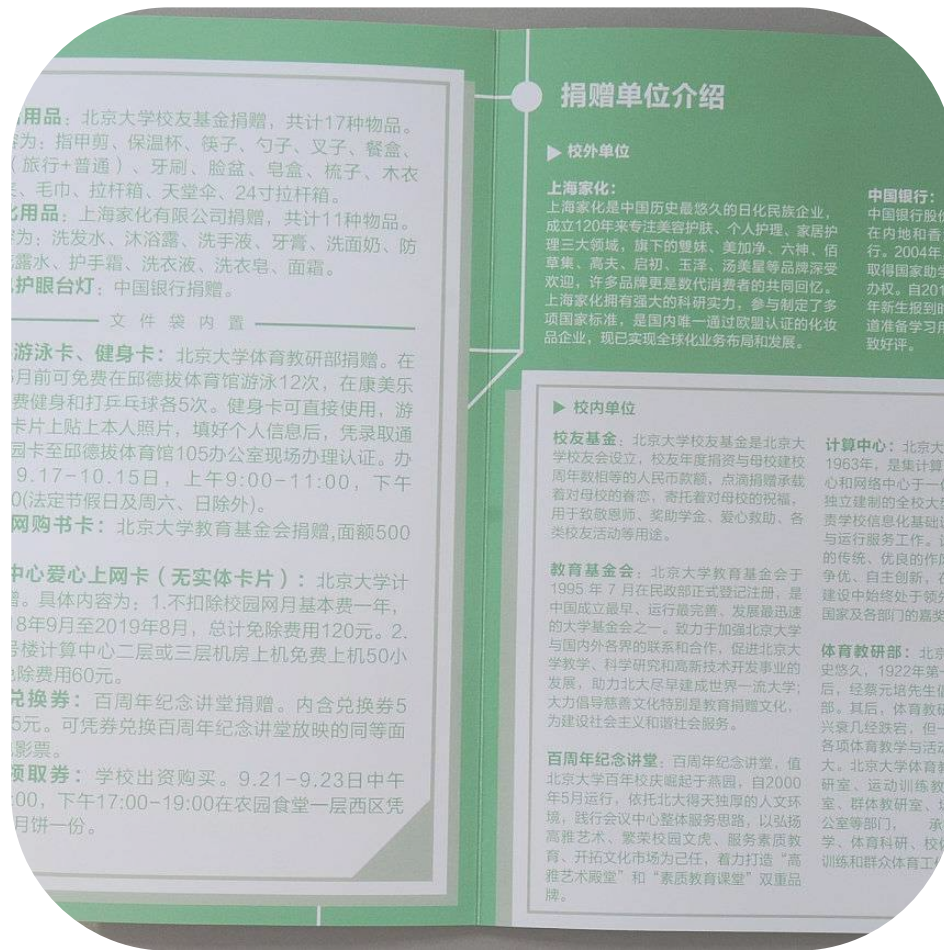 用品：北京大学校友基金捐赠，共计17种物品。
为：指甲剪、保温杯、筷子、勺子、叉子、餐盒、
（旅行+普通）、牙刷、脸盆、皂盒、梳子、木衣
、毛巾、拉杆箱、天堂伞、24寸拉杆箱。
用品：上海家化有限公司捐赠，共计11种物品。
为：洗发水、沐浴露、洗手液、牙膏、洗面奶、防
露水、护手霜、洗衣液、洗衣皂、面霜。
护眼台灯：中国银行捐赠。
文件袋内置
游泳卡、健身卡：北京大学体育教研部捐赠。在
月前可免费在邱德拔体育馆游泳12次，在康美乐
费健身和打乒乓球各5次。健身卡可直接使用，游
卡片上贴上本人照片，填好个人信息后，凭录取通
园卡至邱德拔体育馆105办公室现场办理认证。办
9.17-10.15日，上午9:00-11:00，下午
0(法定节假日及周六、日除外)。
网购书卡：北京大学教育基金会捐赠,面额500
中心爱心上网卡（无实体卡片）：北京大学计
。具体内容为：1.不扣除校园网月基本费一年，
8年9月至2019年8月，总计免除费用120元。2.
号楼计算中心二层或三层机房上机免费上机50小
除费用60元。
兑换券：百周年纪念讲堂捐赠。内含兑换券5
5元。可凭券兑换百周年纪念讲堂放映的同等面
影票。
领取券：学校出资购买。9.21-9.23日中午
:00，下午17:00-19:00在农园食堂一层西区凭
月饼一份。
捐赠单位介绍
▶ 校外单位
上海家化：
上海家化是中国历史最悠久的日化民族企业，
成立120年来专注美容护肤、个人护理、家居护
理三大领域，旗下的雙妹、美加净、六神、佰
草集、高夫、启初、玉泽、汤美星等品牌深受
欢迎，许多品牌更是数代消费者的共同回忆。
上海家化拥有强大的科研实力，参与制定了多
项国家标准，是国内唯一通过欧盟认证的化妆
品企业，现已实现全球化业务布局和发展。
中国银行：
中国银行股份
在内地和香
行。2004年
取得国家助学
办权。自201
年新生报到时
道准备学习用
致好评。
▶ 校内单位
校友基金：北京大学校友基金是北京大
学校友会设立，校友年度捐资与母校建校
周年数相等的人民币款额，点滴捐赠承载
着对母校的眷恋，寄托着对母校的祝福，
用于致敬恩师、奖助学金、爱心救助、各
类校友活动等用途。
教育基金会：北京大学教育基金会于
1995 年 7 月在民政部正式登记注册，是
中国成立最早、运行最完善、发展最迅速
的大学基金会之一。致力于加强北京大学
与国内外各界的联系和合作，促进北京大
学教学、科学研究和高新技术开发事业的
发展，助力北大尽早建成世界一流大学；
大力倡导慈善文化特别是教育捐赠文化，
为建设社会主义和谐社会服务。
百周年纪念讲堂：百周年纪念讲堂，值
北京大学百年校庆崛起于燕园，自2000
年5月运行，依托北大得天独厚的人文环
境，践行会议中心整体服务思路，以弘扬
高雅艺术、繁荣校园文虎、服务素质教
育、开拓文化市场为己任，着力打造“高
雅艺术殿堂”和“素质教育课堂”双重品
牌。
计算中心：北京大
1963年，是集计算
心和网络中心于一体
独立建制的全校大
责学校信息化基础
与运行服务工作。
的传统、优良的作
争优、自主创新，
建设中始终处于领
国家及各部门的嘉奖
体育教研部：北京
史悠久，1922年第一
后，经蔡元培先生
部。其后，体育教研
兴衰几经跌宕，但一
各项体育教学与活动
大。北京大学体育教
研室、运动训练教
室、群体教研室、
公室等部门，承
学、体育科研、校
训练和群众体育工